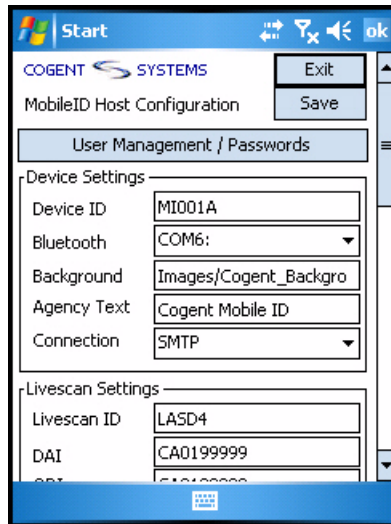 Start ok
COGENT SYSTEMS Exit
MobileID Host Configuration Save
User Management / Passwords
Device Settings
Device ID MI001A
Bluetooth COM6:
Background Images/Cogent_Backgro
Agency Text Cogent Mobile ID
Connection SMTP
Livescan Settings
Livescan ID LASD4
DAI CA0199999